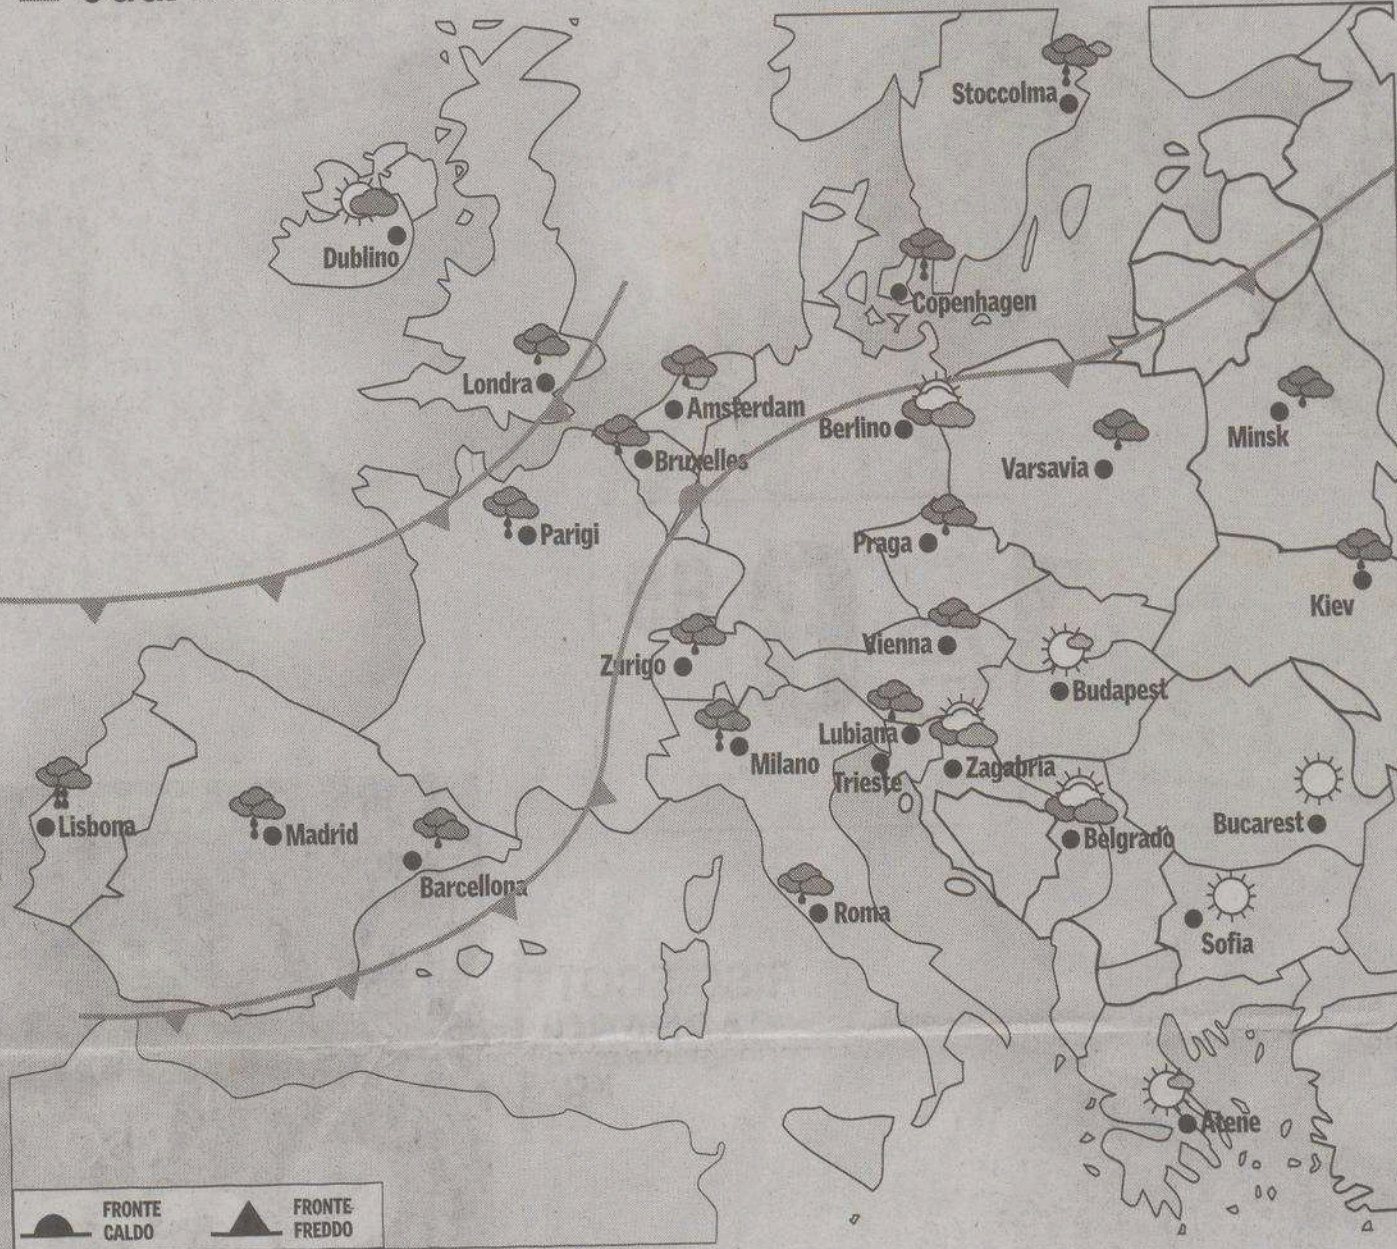 Stoccolma
Dublino
Copenhagen
Londra
Amsterdam
Berlino
Minsk
Bruxelles
Varsavia
Parigi
Praga
Kiev
Vienna
Zurigo
Budapest
Lubiana
Milano
Zagabria
Trieste
Lisbona
Madrid
Bucarest
Belgrado
Barcellona
Roma
Sofia
Atene
FRONTE
CALDO
FRONTE
FREDDO